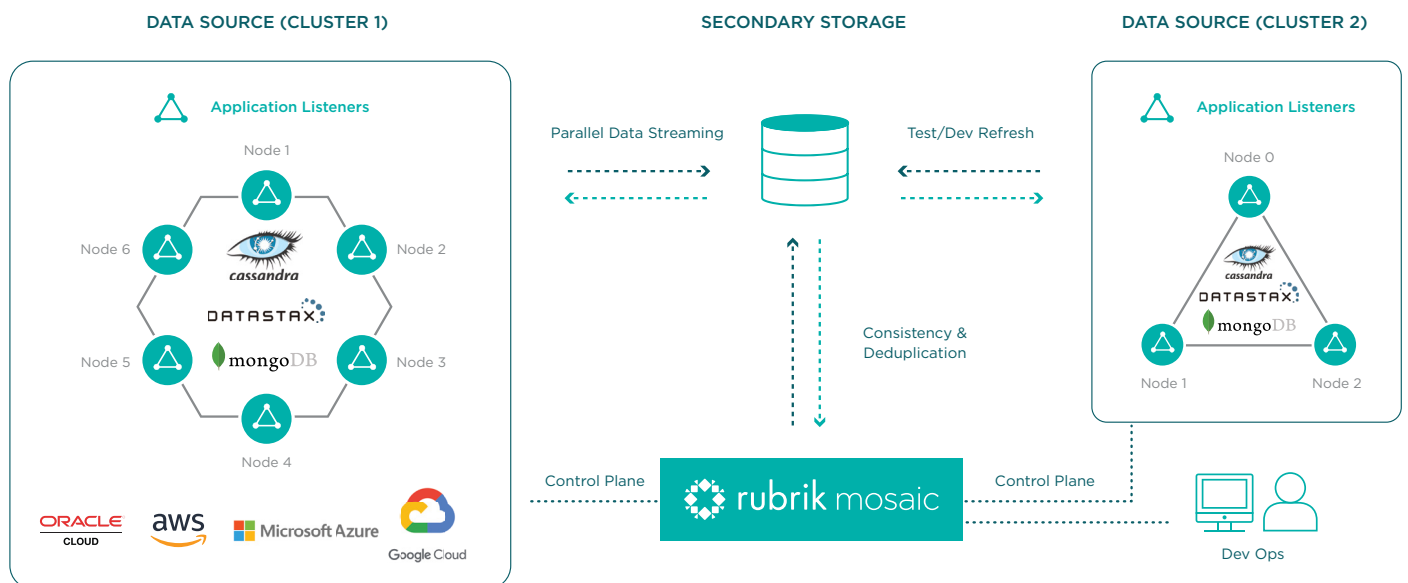 DATA SOURCE (CLUSTER 1)
SECONDARY STORAGE
DATA SOURCE (CLUSTER 2)
Application Listeners
Node 1
Node 6
Node 2
cassandra
DATASTAX
Node 5
mongoDB
Node 3
Node 4
ORACLE
CLOUD
aws
Microsoft Azure
Google Cloud
Parallel Data Streaming
Test/Dev Refresh
Consistency &
Deduplication
Control Plane
rubrik mosaic
Control Plane
Application Listeners
Node 0
cassandra
DATASTAX
mongoDB
Node 1
Node 2
Dev Ops